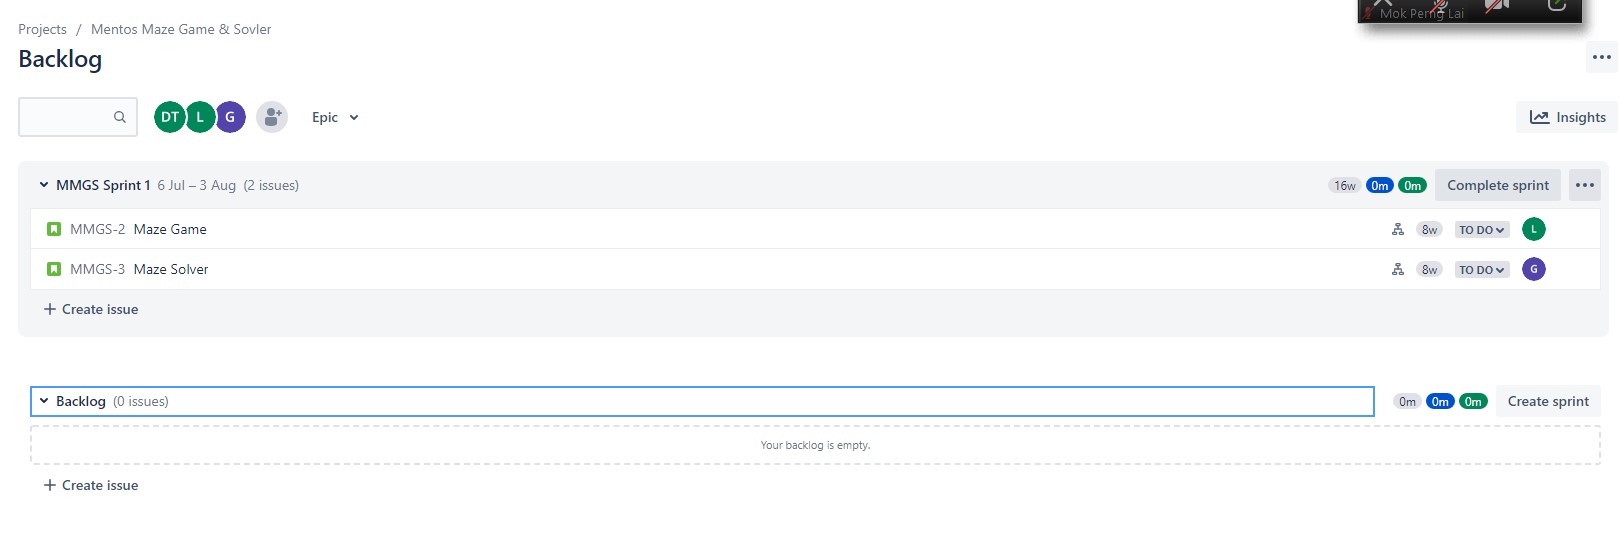 Mok Perng Lai
Projects / Mentos Maze Game & Sovler
Backlog
DT L G Epic Insights
MMGS Sprint 1 6 Jul – 3 Aug (2 issues) 16w 0m 0m Complete sprint
MMGS-2 Maze Game 8w TO DO L
MMGS-3 Maze Solver 8w TO DO G
+ Create issue
Backlog (0 issues) 0m 0m 0m Create sprint
Your backlog is empty.
+ Create issue